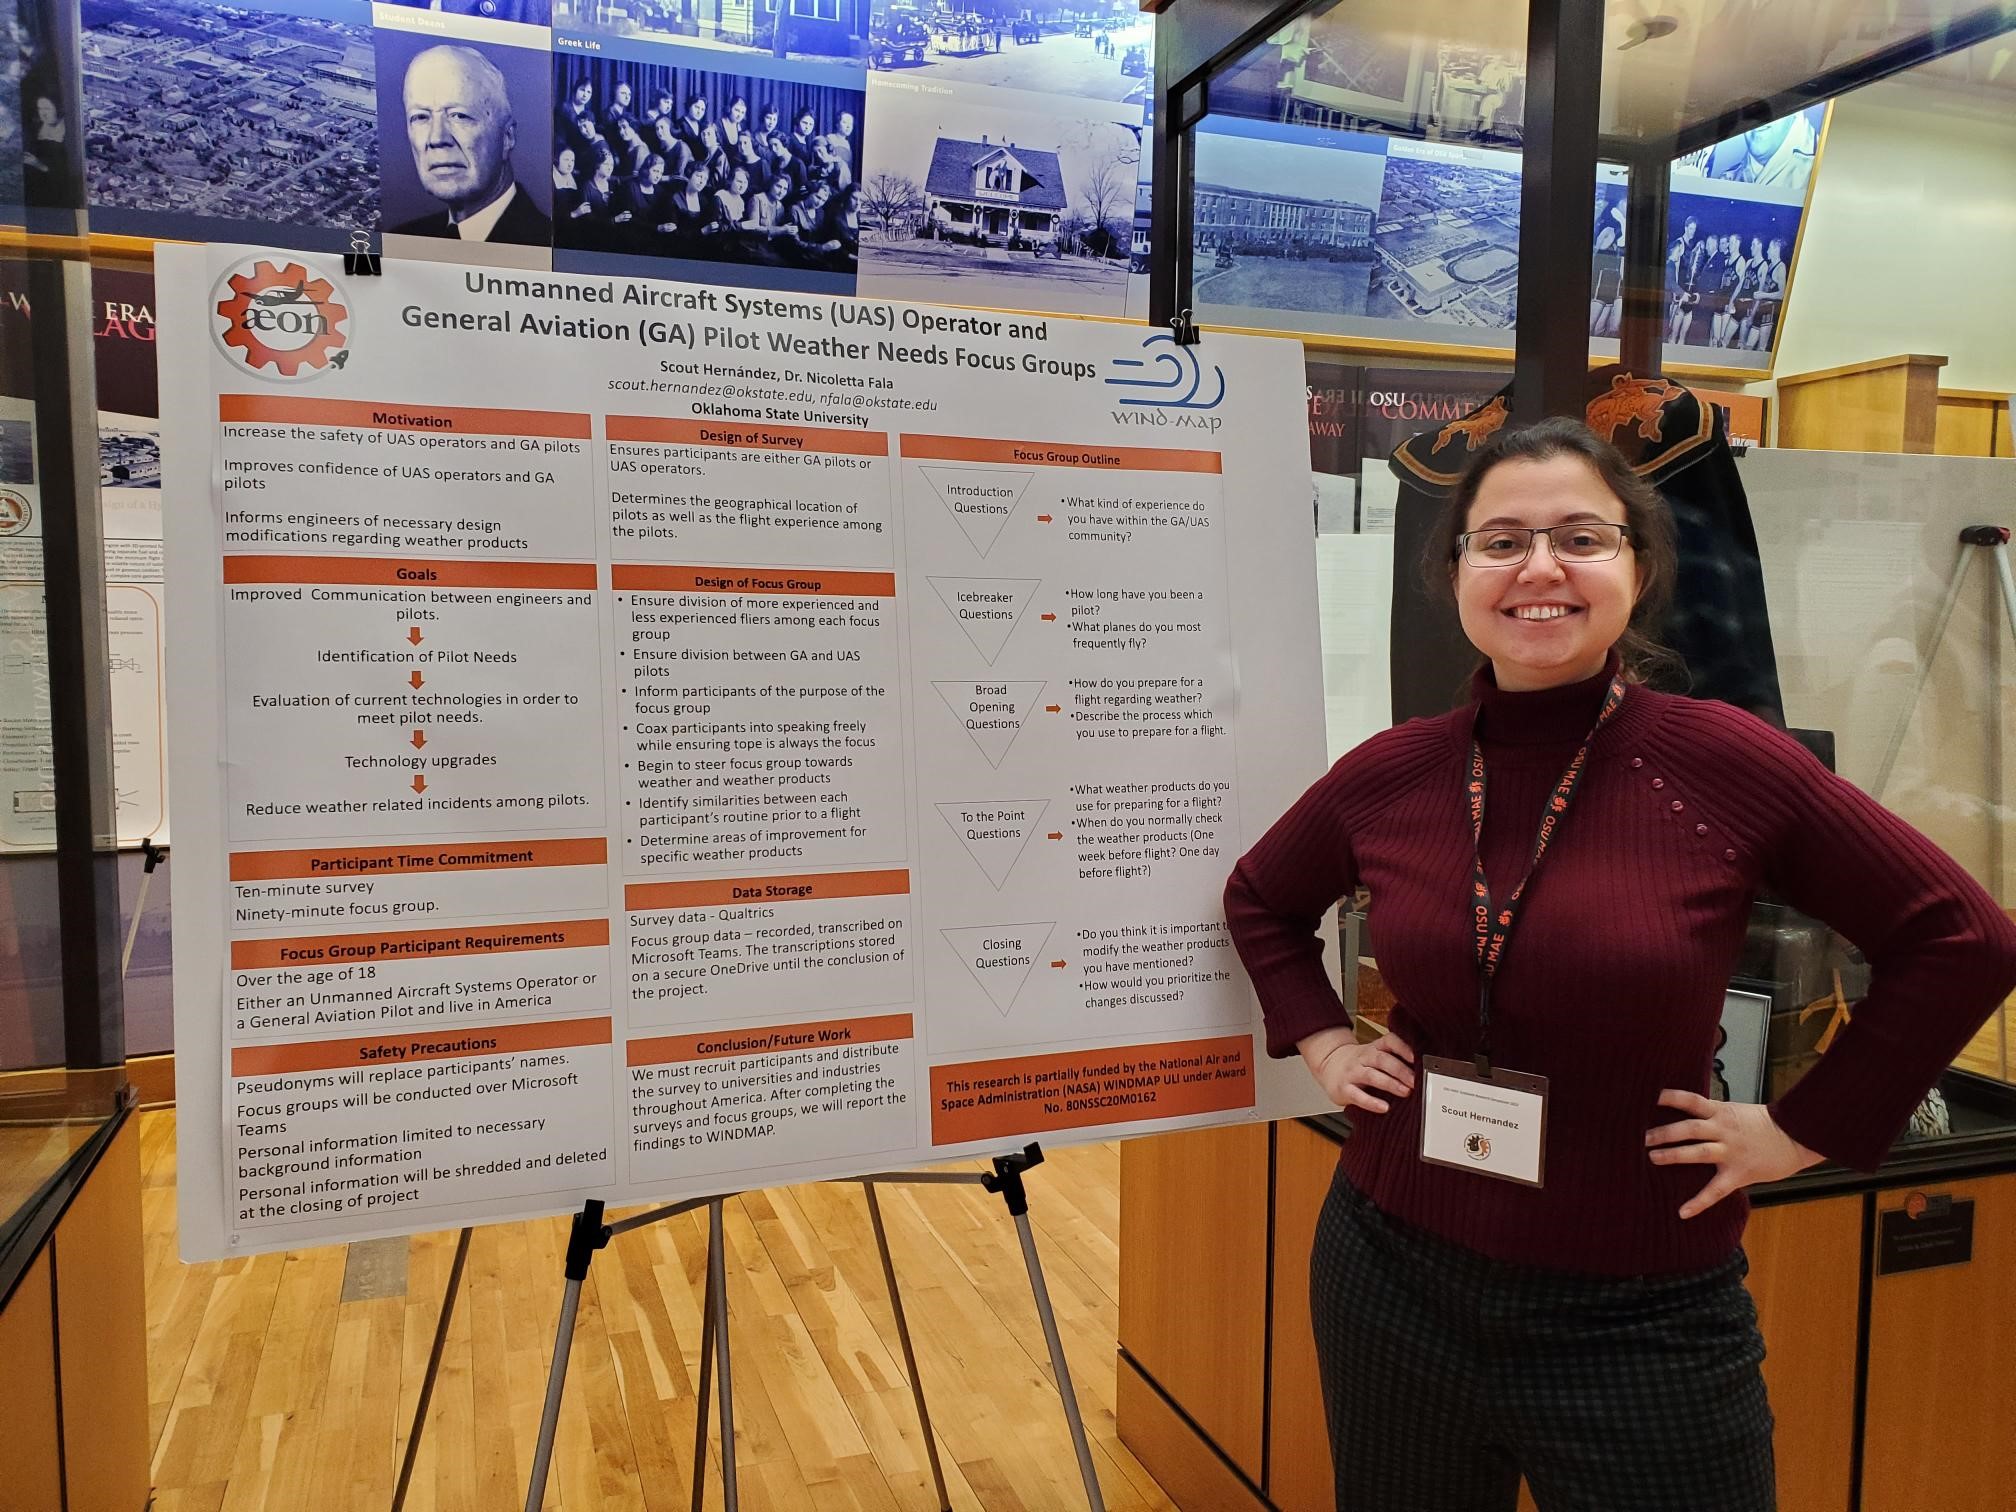 Student Deans
Greek Life
Homecoming Tradition
Golden Era of OSU
ERA
OSU
COMME
AWAY
æon
Unmanned Aircraft Systems (UAS) Operator and
General Aviation (GA) Pilot Weather Needs Focus Groups
Scout Hernández, Dr. Nicoletta Fala
scout.hernandez@okstate.edu, nfala@okstate.edu
Oklahoma State University
WIND-MAP
Motivation
Increase the safety of UAS operators and GA pilots
Improves confidence of UAS operators and GA
pilots
Informs engineers of necessary design
modifications regarding weather products
Goals
Improved Communication between engineers and
pilots.
Identification of Pilot Needs
Evaluation of current technologies in order to
meet pilot needs.
Technology upgrades
Reduce weather related incidents among pilots.
Participant Time Commitment
Ten-minute survey
Ninety-minute focus group.
Focus Group Participant Requirements
Over the age of 18
Either an Unmanned Aircraft Systems Operator or
a General Aviation Pilot and live in America
Safety Precautions
Pseudonyms will replace participants' names.
Focus groups will be conducted over Microsoft
Teams
Personal information limited to necessary
background information
Personal information will be shredded and deleted
at the closing of project
Design of Survey
Ensures participants are either GA pilots or
UAS operators.
Determines the geographical location of
pilots as well as the flight experience among
the pilots.
Design of Focus Group
• Ensure division of more experienced and
less experienced fliers among each focus
group
• Ensure division between GA and UAS
pilots
• Inform participants of the purpose of the
focus group
• Coax participants into speaking freely
while ensuring tope is always the focus
• Begin to steer focus group towards
weather and weather products
• Identify similarities between each
participant's routine prior to a flight
• Determine areas of improvement for
specific weather products
Data Storage
Survey data - Qualtrics
Focus group data – recorded, transcribed on
Microsoft Teams. The transcriptions stored
on a secure OneDrive until the conclusion of
the project.
Conclusion/Future Work
We must recruit participants and distribute
the survey to universities and industries
throughout America. After completing the
surveys and focus groups, we will report the
findings to WINDMAP.
Focus Group Outline
Introduction
Questions
•What kind of experience do
you have within the GA/UAS
community?
Icebreaker
Questions
•How long have you been a
pilot?
•What planes do you most
frequently fly?
Broad
Opening
Questions
•How do you prepare for a
flight regarding weather?
•Describe the process which
you use to prepare for a flight.
To the Point
Questions
•What weather products do you
use for preparing for a flight?
•When do you normally check
the weather products (One
week before flight? One day
before flight?)
Closing
Questions
•Do you think it is important
modify the weather products
you have mentioned?
•How would you prioritize the
changes discussed?
This research is partially funded by the National Air and
Space Administration (NASA) WINDMAP ULI under Award
No. 80NSSC20M0162
OSU MAE
OSU MAE
Scout Hernandez